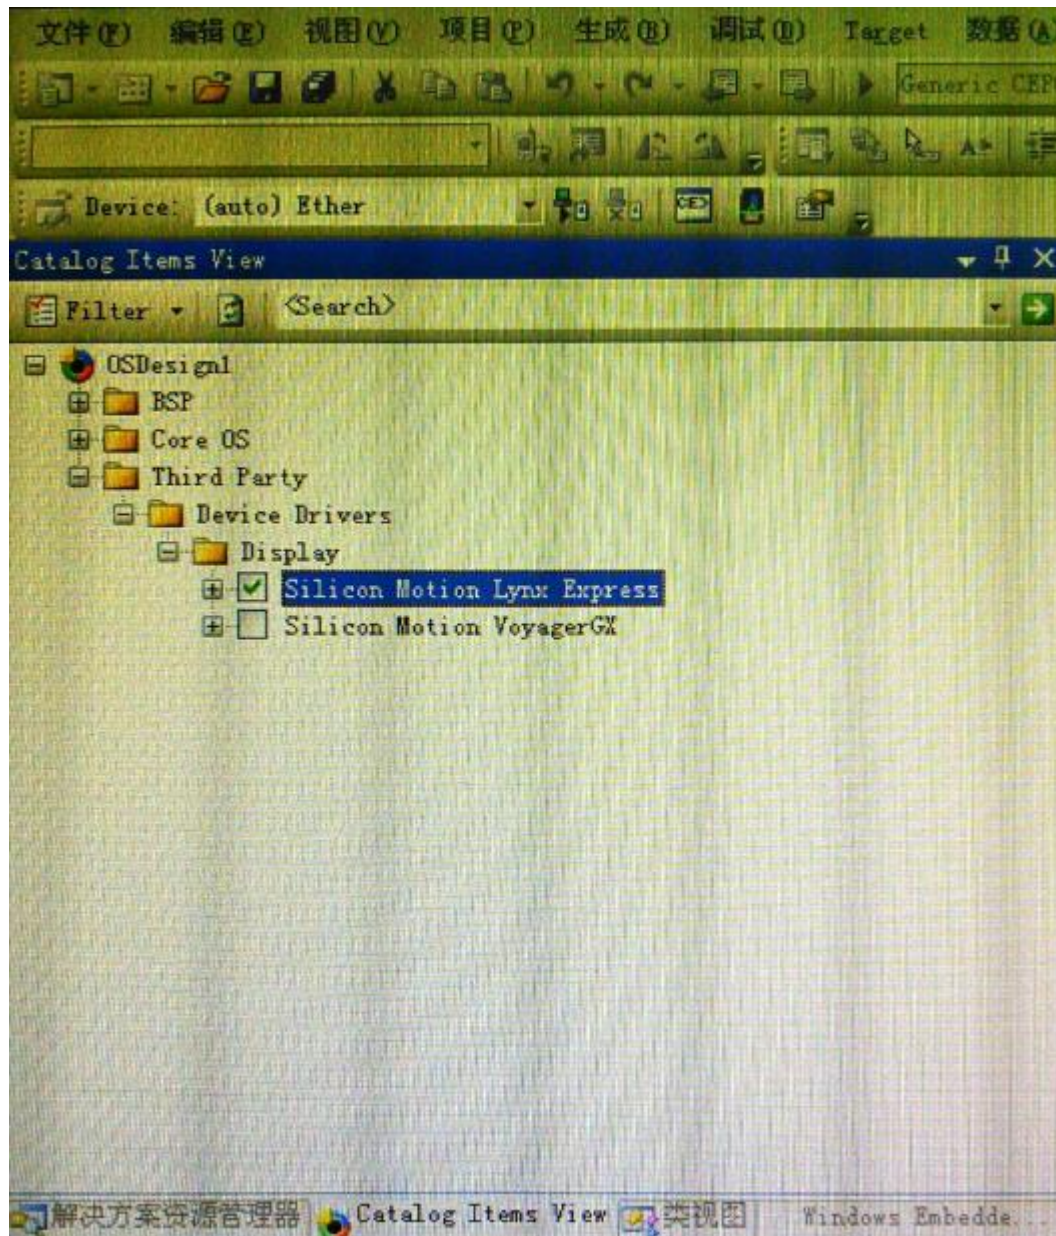 文件(F) 编辑(E) 视图(V) 项目(P) 生成(B) 调试(D) Target 数据(A
Generic CEP
Device: (auto) Ether
Catalog Items View
Filter <Search>
OSDesign1
BSP
Core OS
Third Party
Device Drivers
Display
Silicon Motion Lynx Express
Silicon Motion VoyagerGX
解决方案资源管理器 Catalog Items View 类视图 Windows Embedde...